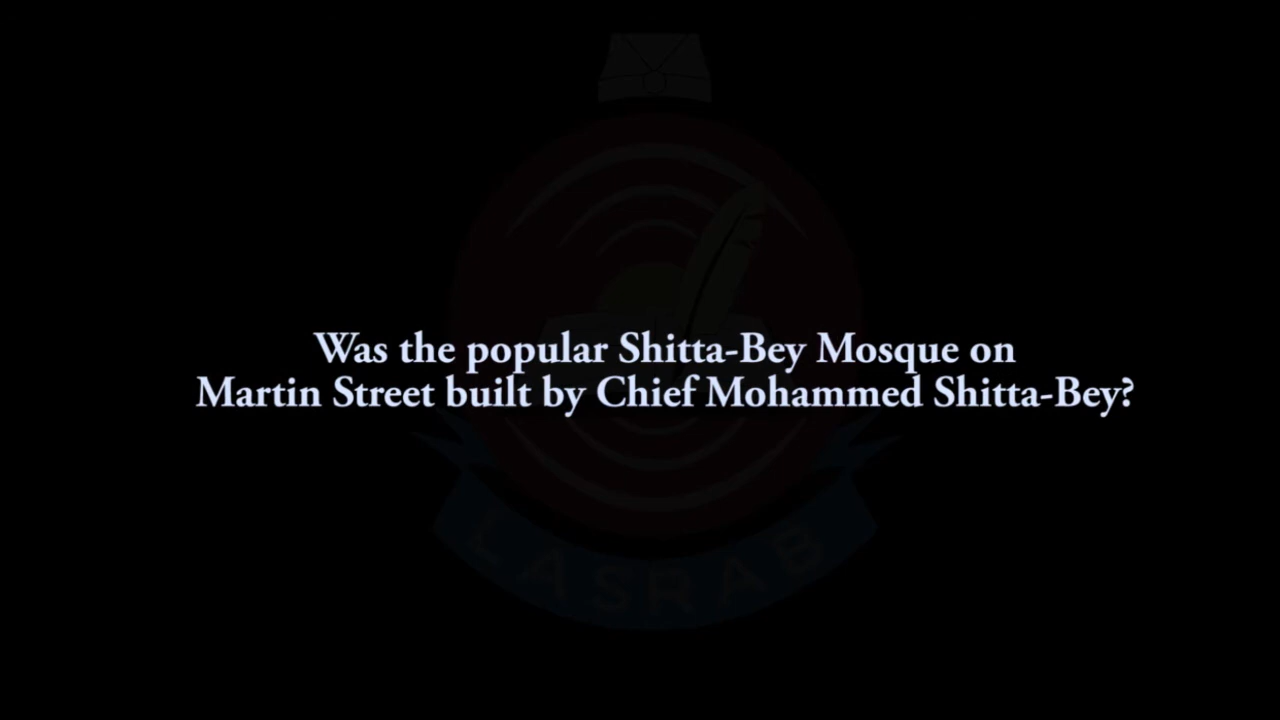 Was the popular Shitta-Bey Mosque on
Martin Street built by Chief Mohammed Shitta-Bey?
LASRAB